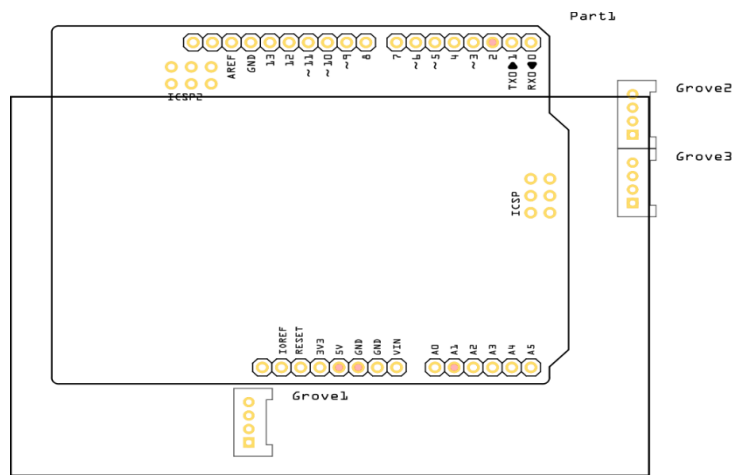 Part1
AREF
GND
13
12
~11
~10
~9
8
7
~6
~5
4
~3
2
TX0▶1
RX0◀0
ICSP2
Grove2
Grove3
ICSP
IOREF
RESET
3V3
5V
GND
GND
VIN
A0
A1
A2
A3
A4
A5
Grove1